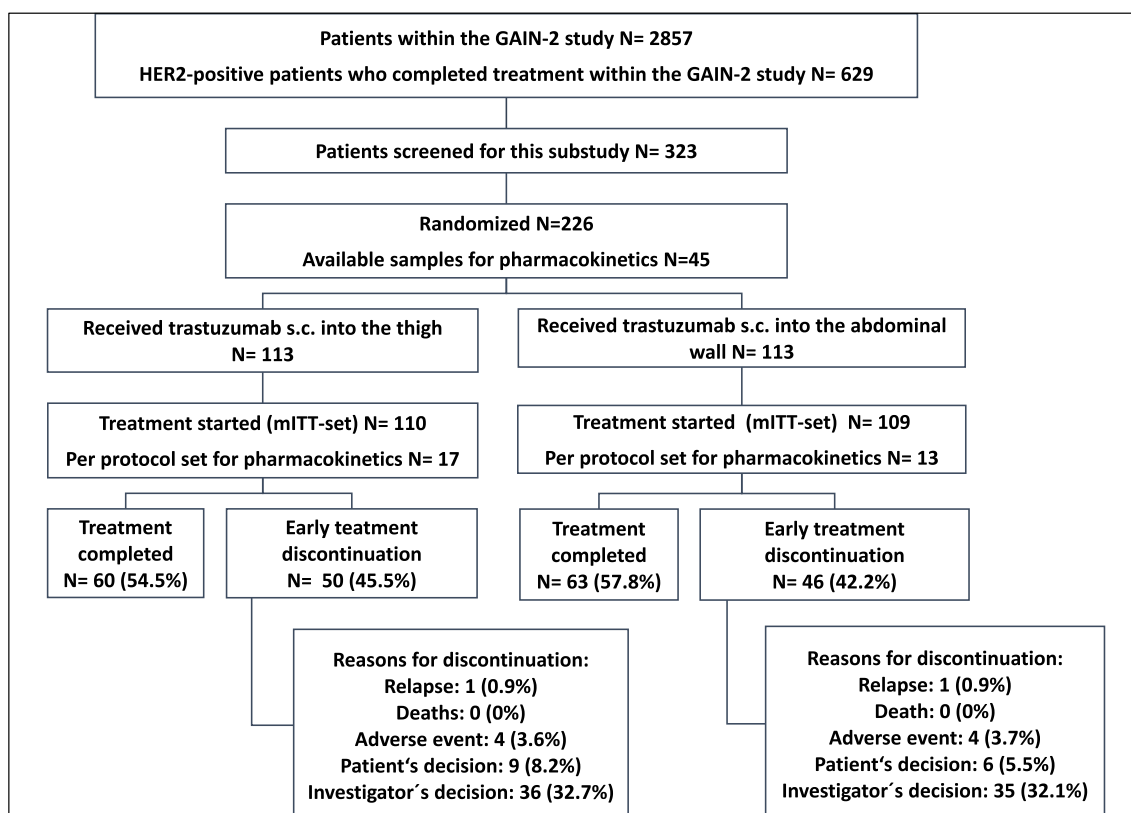 Patients within the GAIN-2 study N= 2857
HER2-positive patients who completed treatment within the GAIN-2 study N= 629
Patients screened for this substudy N= 323
Randomized N=226
Available samples for pharmacokinetics N=45
Received trastuzumab s.c. into the thigh
N= 113
Received trastuzumab s.c. into the abdominal
wall N= 113
Treatment started (mITT-set) N= 110
Per protocol set for pharmacokinetics N= 17
Treatment started (mITT-set) N= 109
Per protocol set for pharmacokinetics N= 13
Treatment
completed
N= 60 (54.5%)
Early teatment
discontinuation
N= 50 (45.5%)
Treatment
completed
N= 63 (57.8%)
Early treatment
discontinuation
N= 46 (42.2%)
Reasons for discontinuation:
Relapse: 1 (0.9%)
Deaths: 0 (0%)
Adverse event: 4 (3.6%)
Patient‘s decision: 9 (8.2%)
Investigator´s decision: 36 (32.7%)
Reasons for discontinuation:
Relapse: 1 (0.9%)
Death: 0 (0%)
Adverse event: 4 (3.7%)
Patient‘s decision: 6 (5.5%)
Investigator´s decision: 35 (32.1%)